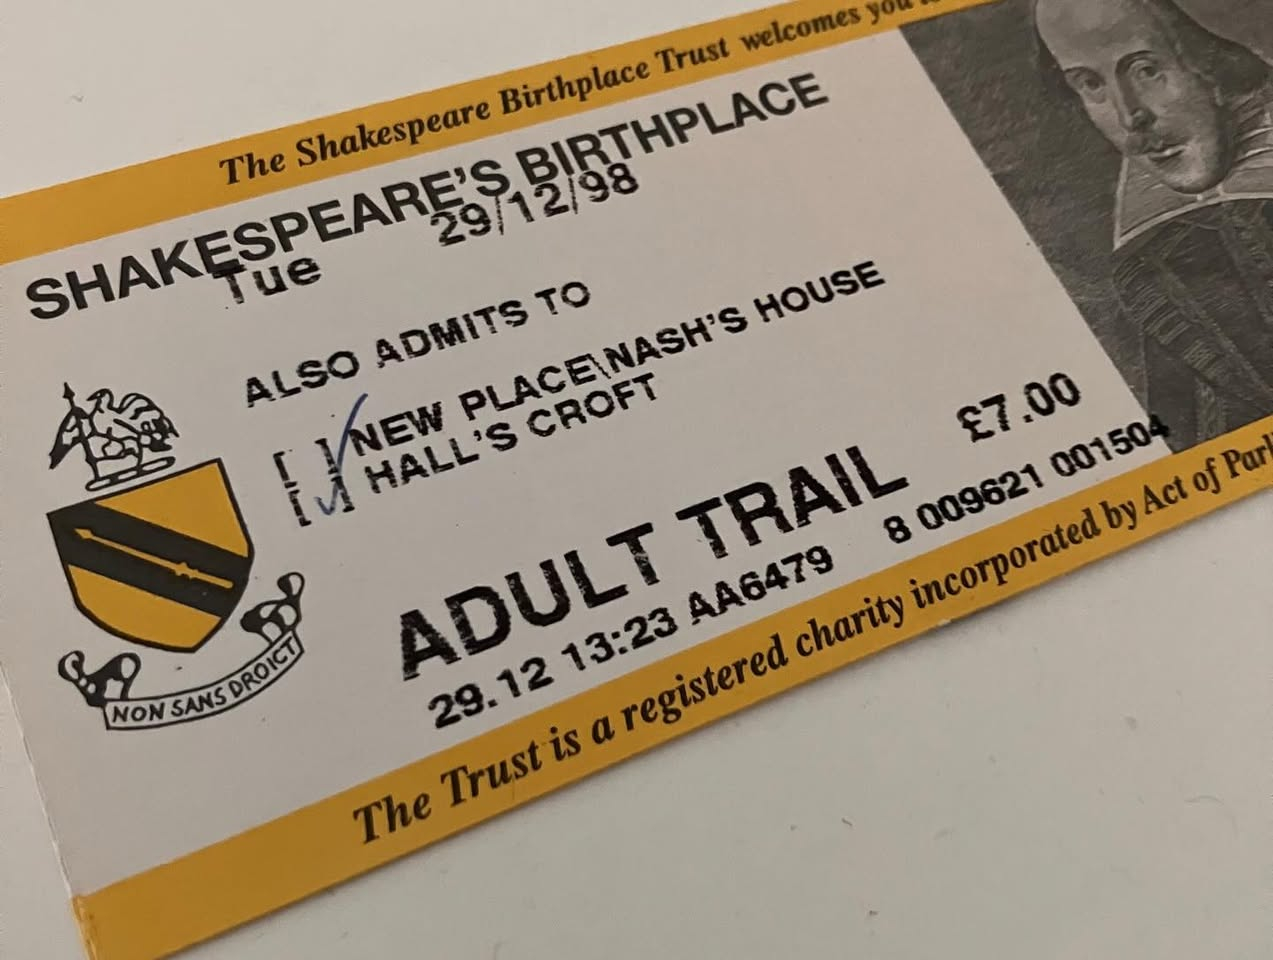 The Shakespeare Birthplace Trust welcomes you
SHAKESPEARE'S BIRTHPLACE
Tue 29/12/98
ALSO ADMITS TO
[ ] NEW PLACE\NASH'S HOUSE
[ ] HALL'S CROFT
£7.00
ADULT TRAIL
29.12 13:23 AA6479 8 009621 001504
NON SANS DROICT
The Trust is a registered charity incorporated by Act of